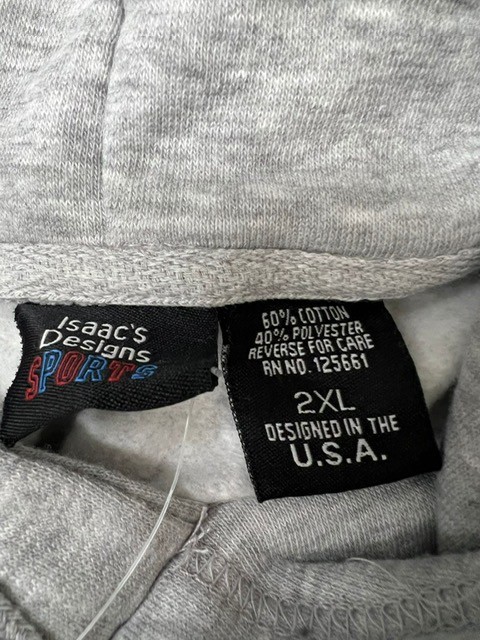 Isaac's
Designs
SPORTS
60% COTTON
40% POLYESTER
REVERSE FOR CARE
RN NO. 125661
2XL
DESIGNED IN THE
U.S.A.